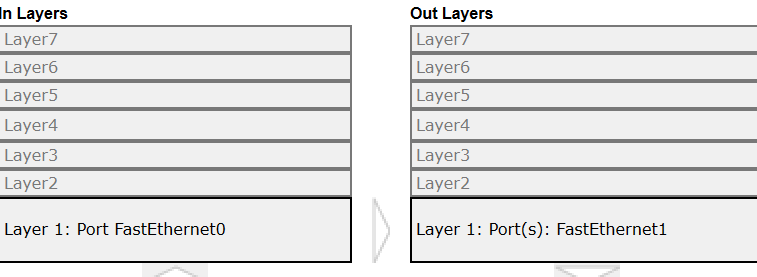 In Layers
Layer7
Layer6
Layer5
Layer4
Layer3
Layer2
Layer 1: Port FastEthernet0
Out Layers
Layer7
Layer6
Layer5
Layer4
Layer3
Layer2
Layer 1: Port(s): FastEthernet1